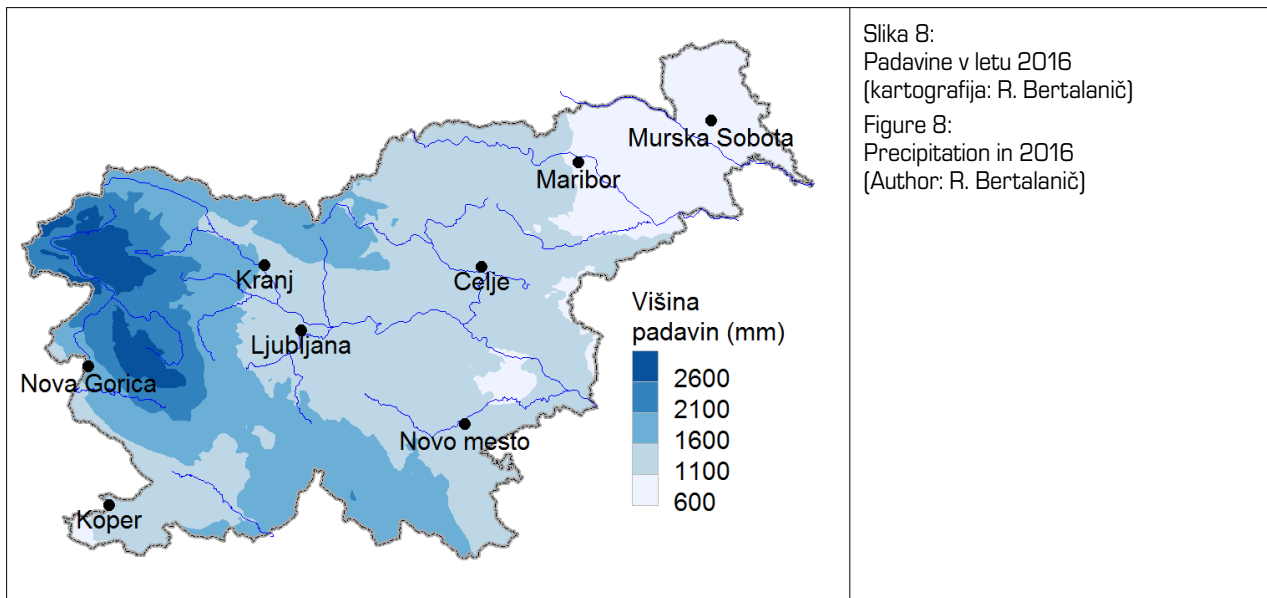 Slika 8:
Padavine v letu 2016
(kartografija: R. Bertalanič)
Figure 8:
Precipitation in 2016
(Author: R. Bertalanič)
Murska Sobota
Maribor
Kranj
Celje
Ljubljana
Nova Gorica
Novo mesto
Koper
Višina
padavin (mm)
2600
2100
1600
1100
600